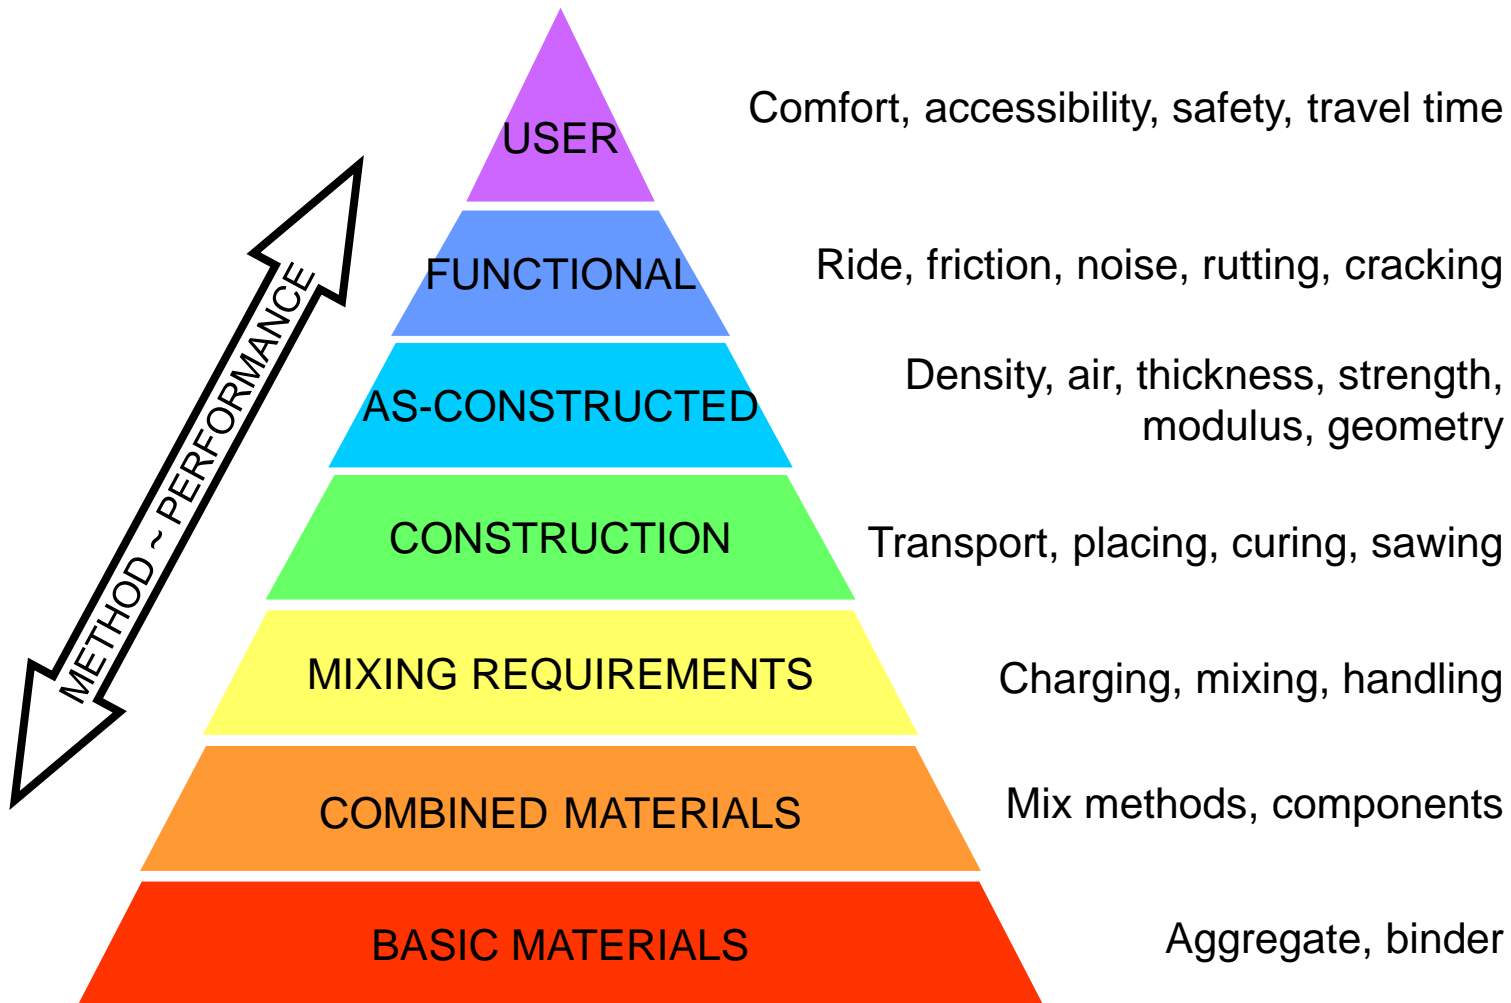 USER
Comfort, accessibility, safety, travel time
FUNCTIONAL
Ride, friction, noise, rutting, cracking
AS-CONSTRUCTED
Density, air, thickness, strength,
modulus, geometry
CONSTRUCTION
Transport, placing, curing, sawing
MIXING REQUIREMENTS
Charging, mixing, handling
COMBINED MATERIALS
Mix methods, components
BASIC MATERIALS
Aggregate, binder
METHOD ~ PERFORMANCE